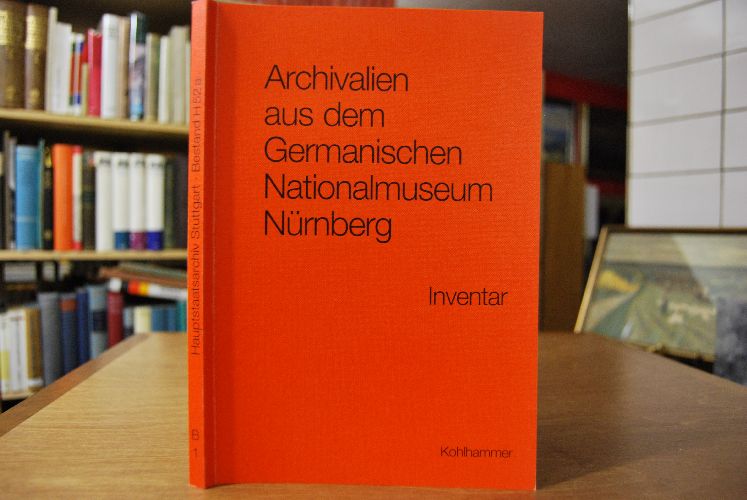 Archivalien
aus dem
Germanischen
Nationalmuseum
Nürnberg
Inventar
Kohlhammer
Hauptstaatsarchiv Stuttgart · Bestand H 52 a
B
1